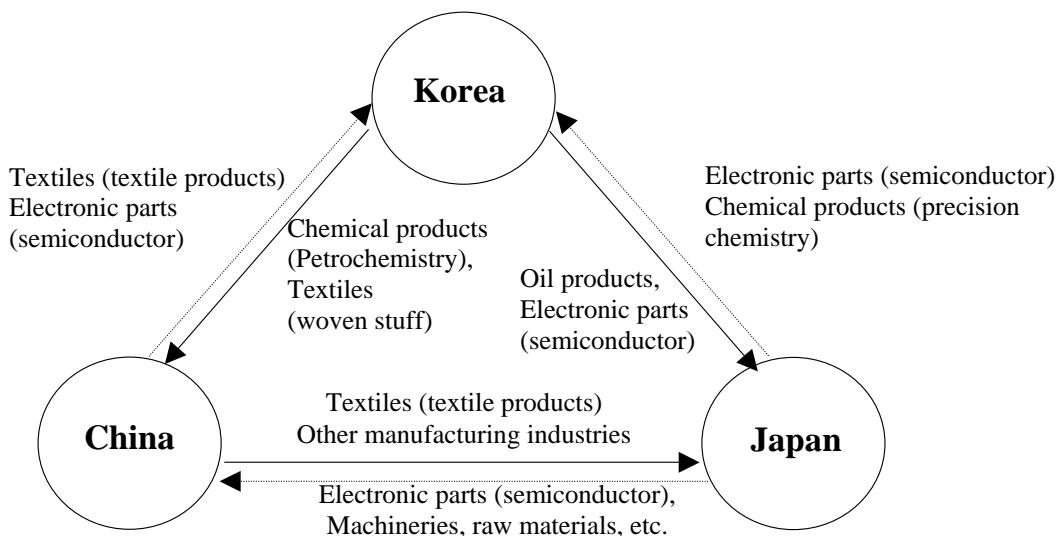 Korea
Textiles (textile products)
Electronic parts
(semiconductor)
Electronic parts (semiconductor)
Chemical products (precision
chemistry)
Chemical products
(Petrochemistry),
Textiles
(woven stuff)
Oil products,
Electronic parts
(semiconductor)
China
Textiles (textile products)
Other manufacturing industries
Japan
Electronic parts (semiconductor),
Machineries, raw materials, etc.